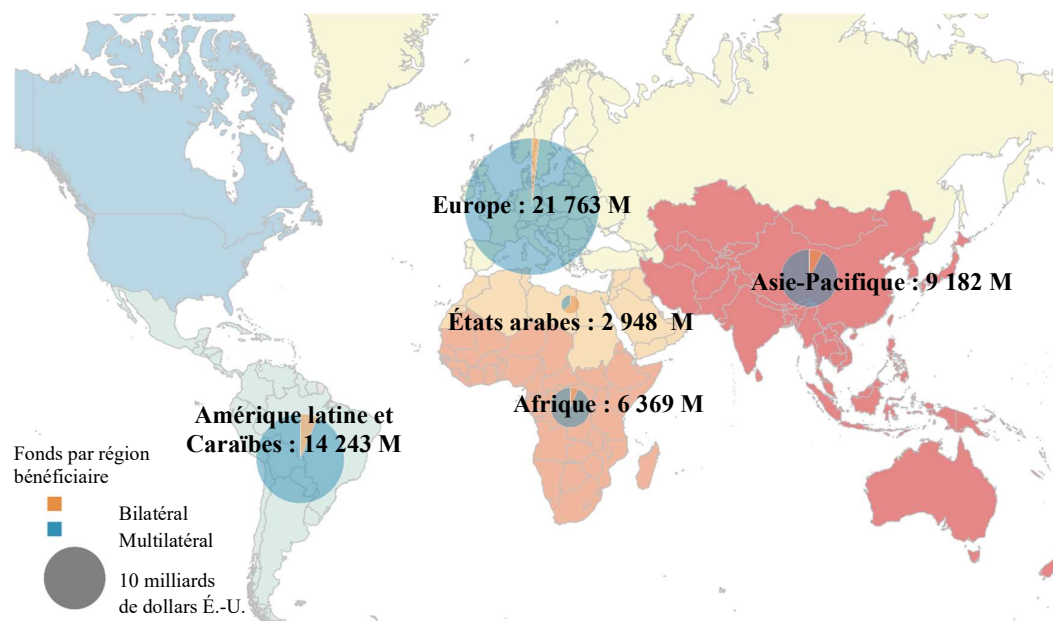 Europe : 21 763 M
Asie-Pacifique : 9 182 M
États arabes : 2 948 M
Afrique : 6 369 M
Amérique latine et
Caraïbes : 14 243 M
Fonds par région
bénéficiaire
Bilatéral
Multilatéral
10 milliards
de dollars É.-U.